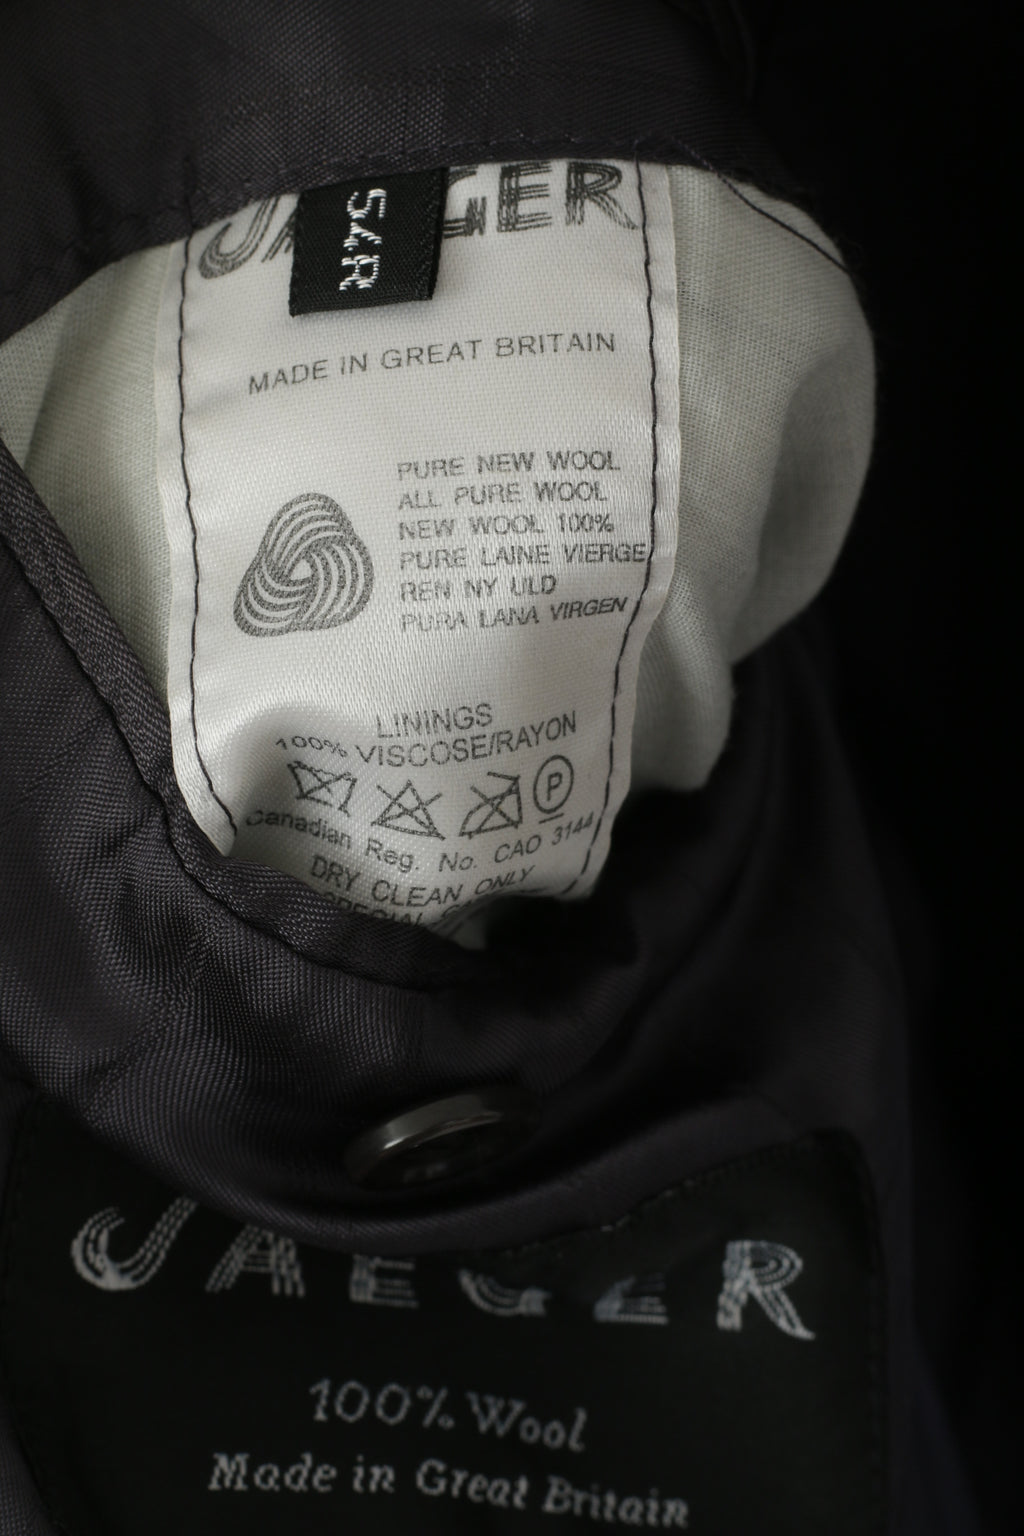 JAEGER
54R
MADE IN GREAT BRITAIN
PURE NEW WOOL
ALL PURE WOOL
NEW WOOL 100%
PURE LAINE VIERGE
REN NY ULD
PURA LANA VIRGEN
LININGS
100% VISCOSE/RAYON
P
Canadian Reg. No. CAO 3144
DRY CLEAN ONLY
SPECIAL
JAEGER
100% Wool
Made in Great Britain